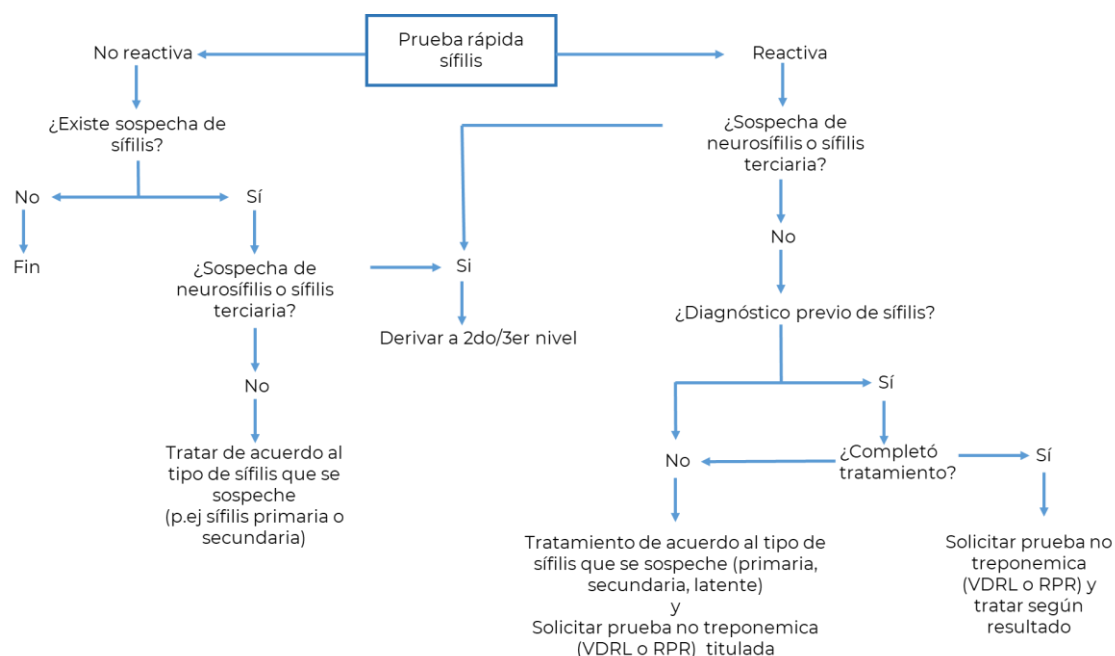 Prueba rápida
sífilis
No reactiva
Reactiva
¿Existe sospecha de
sífilis?
¿Sospecha de
neurosífilis o sífilis
terciaria?
No
Sí
No
Fin
¿Sospecha de
neurosífilis o sífilis
terciaria?
Si
¿Diagnóstico previo de sífilis?
Derivar a 2do/3er nivel
No
Sí
Tratar de acuerdo al
tipo de sífilis que se
sospeche
(p.ej sífilis primaria o
secundaria)
No
¿Completó
tratamiento?
Sí
Tratamiento de acuerdo al tipo de
sífilis que se sospeche (primaria,
secundaria, latente)
y
Solicitar prueba no treponemica
(VDRL o RPR) titulada
Solicitar prueba no
treponemica
(VDRL o RPR) y
tratar según
resultado